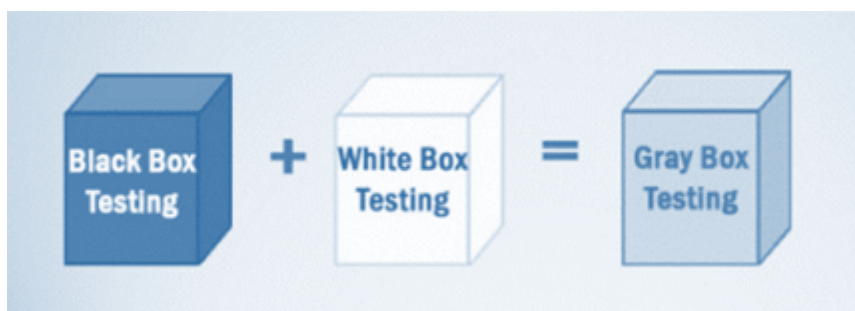 Black Box
Testing
+
White Box
Testing
=
Gray Box
Testing